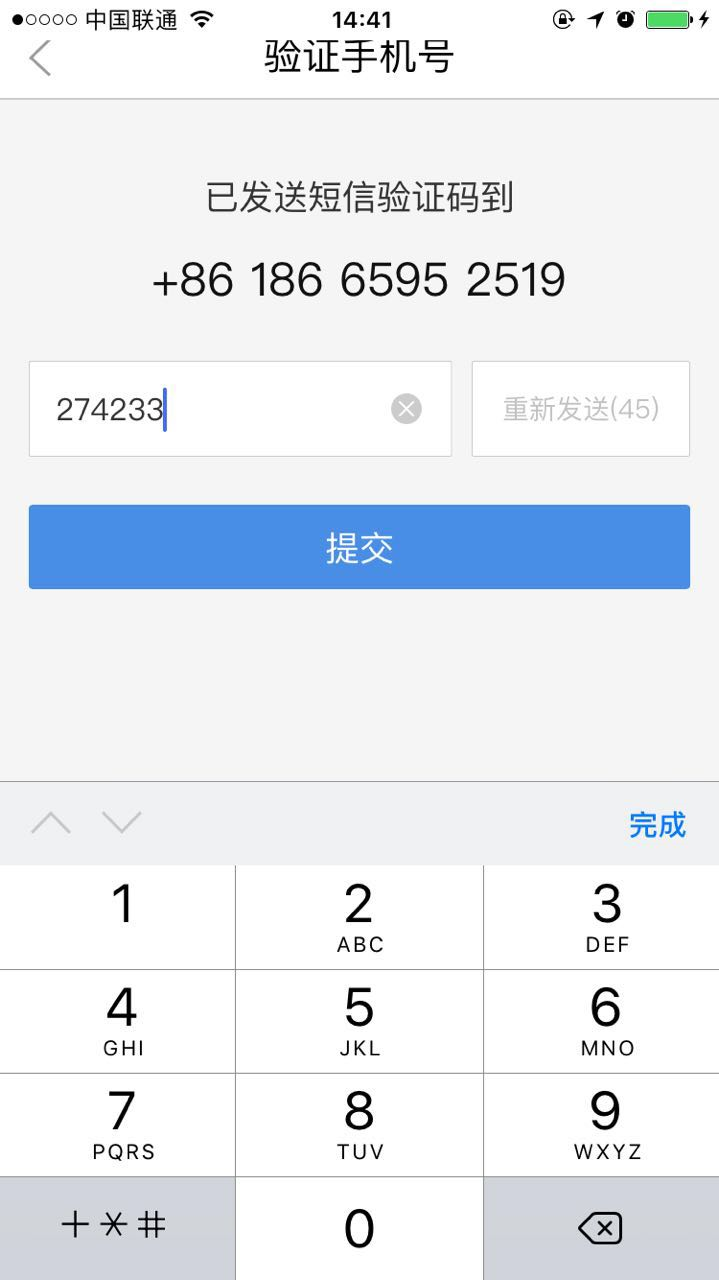 中国联通 14:41
验证手机号
已发送短信验证码到
+86 186 6595 2519
274233 重新发送(45)
提交
完成
1 2 3
ABC DEF
4 5 6
GHI JKL MNO
7 8 9
PQRS TUV WXYZ
+*# 0